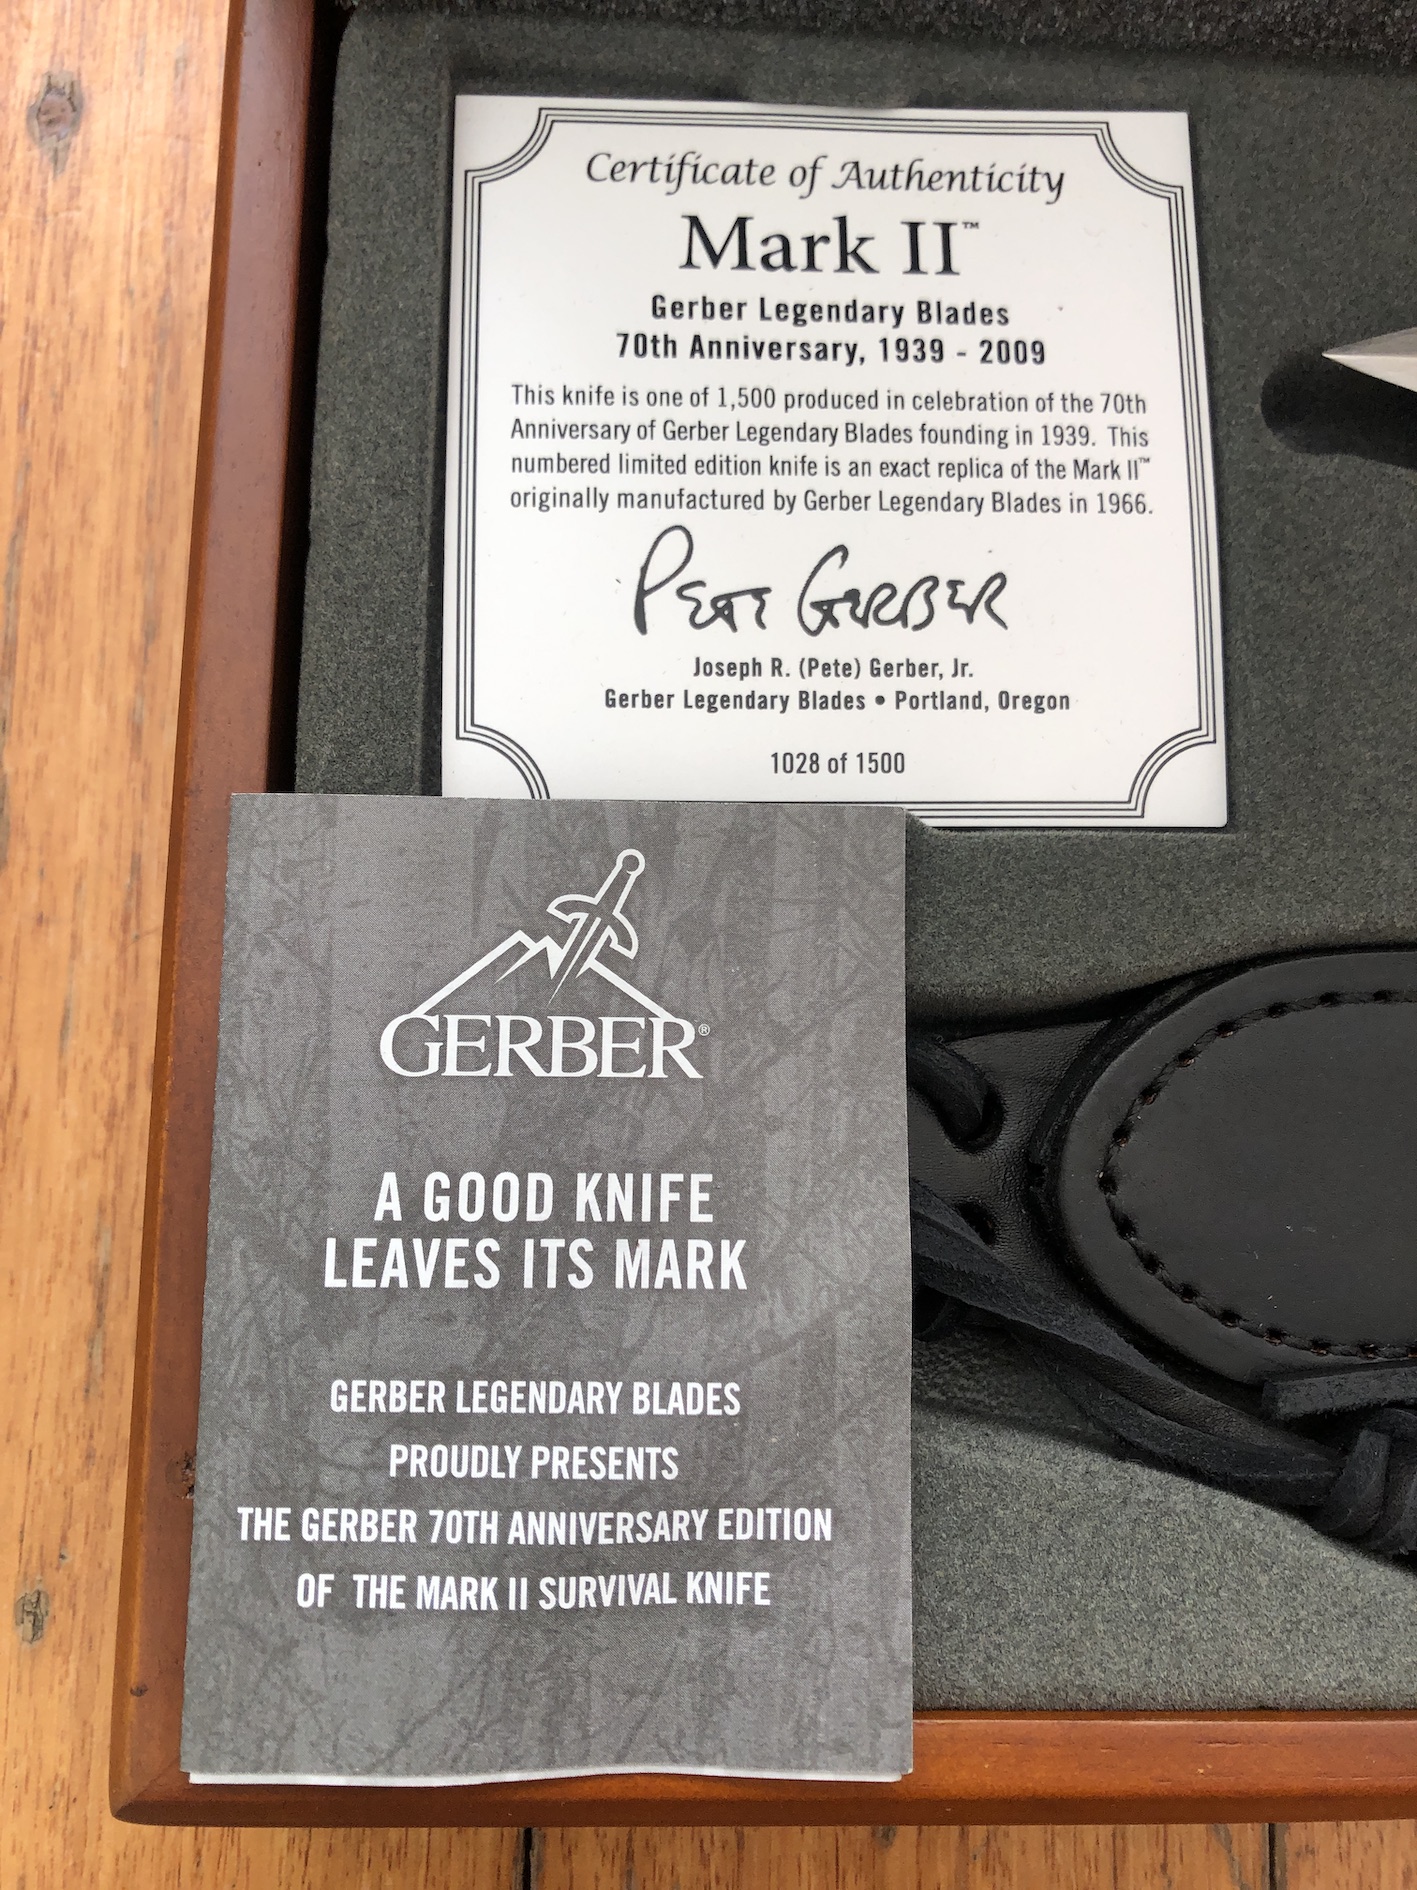 Certificate of Authenticity
Mark II™
Gerber Legendary Blades
70th Anniversary, 1939 - 2009
This knife is one of 1,500 produced in celebration of the 70th
Anniversary of Gerber Legendary Blades founding in 1939. This
numbered limited edition knife is an exact replica of the Mark II™
originally manufactured by Gerber Legendary Blades in 1966.
PETE GERBER
Joseph R. (Pete) Gerber, Jr.
Gerber Legendary Blades • Portland, Oregon
1028 of 1500
GERBER®
A GOOD KNIFE
LEAVES ITS MARK
GERBER LEGENDARY BLADES
PROUDLY PRESENTS
THE GERBER 70TH ANNIVERSARY EDITION
OF THE MARK II SURVIVAL KNIFE